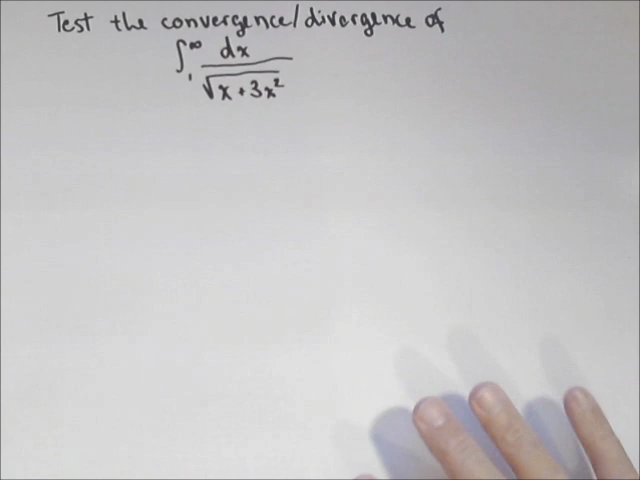 Test the convergence/divergence of
∫₁^∞ dx/√(x + 3x²)